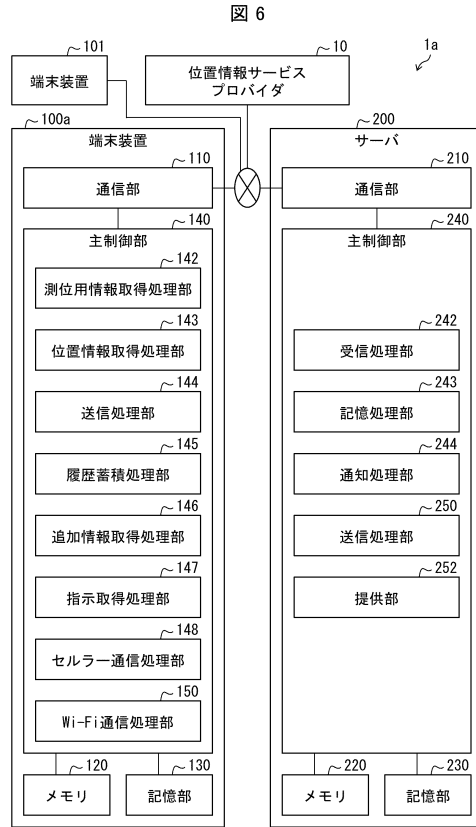 図 6
1a
101
端末装置
10
位置情報サービス
プロバイダ
100a
端末装置
110
通信部
140
主制御部
142
測位用情報取得処理部
143
位置情報取得処理部
144
送信処理部
145
履歴蓄積処理部
146
追加情報取得処理部
147
指示取得処理部
148
セルラー通信処理部
150
Wi-Fi通信処理部
120
メモリ
130
記憶部
200
サーバ
210
通信部
240
主制御部
242
受信処理部
243
記憶処理部
244
通知処理部
250
送信処理部
252
提供部
220
メモリ
230
記憶部